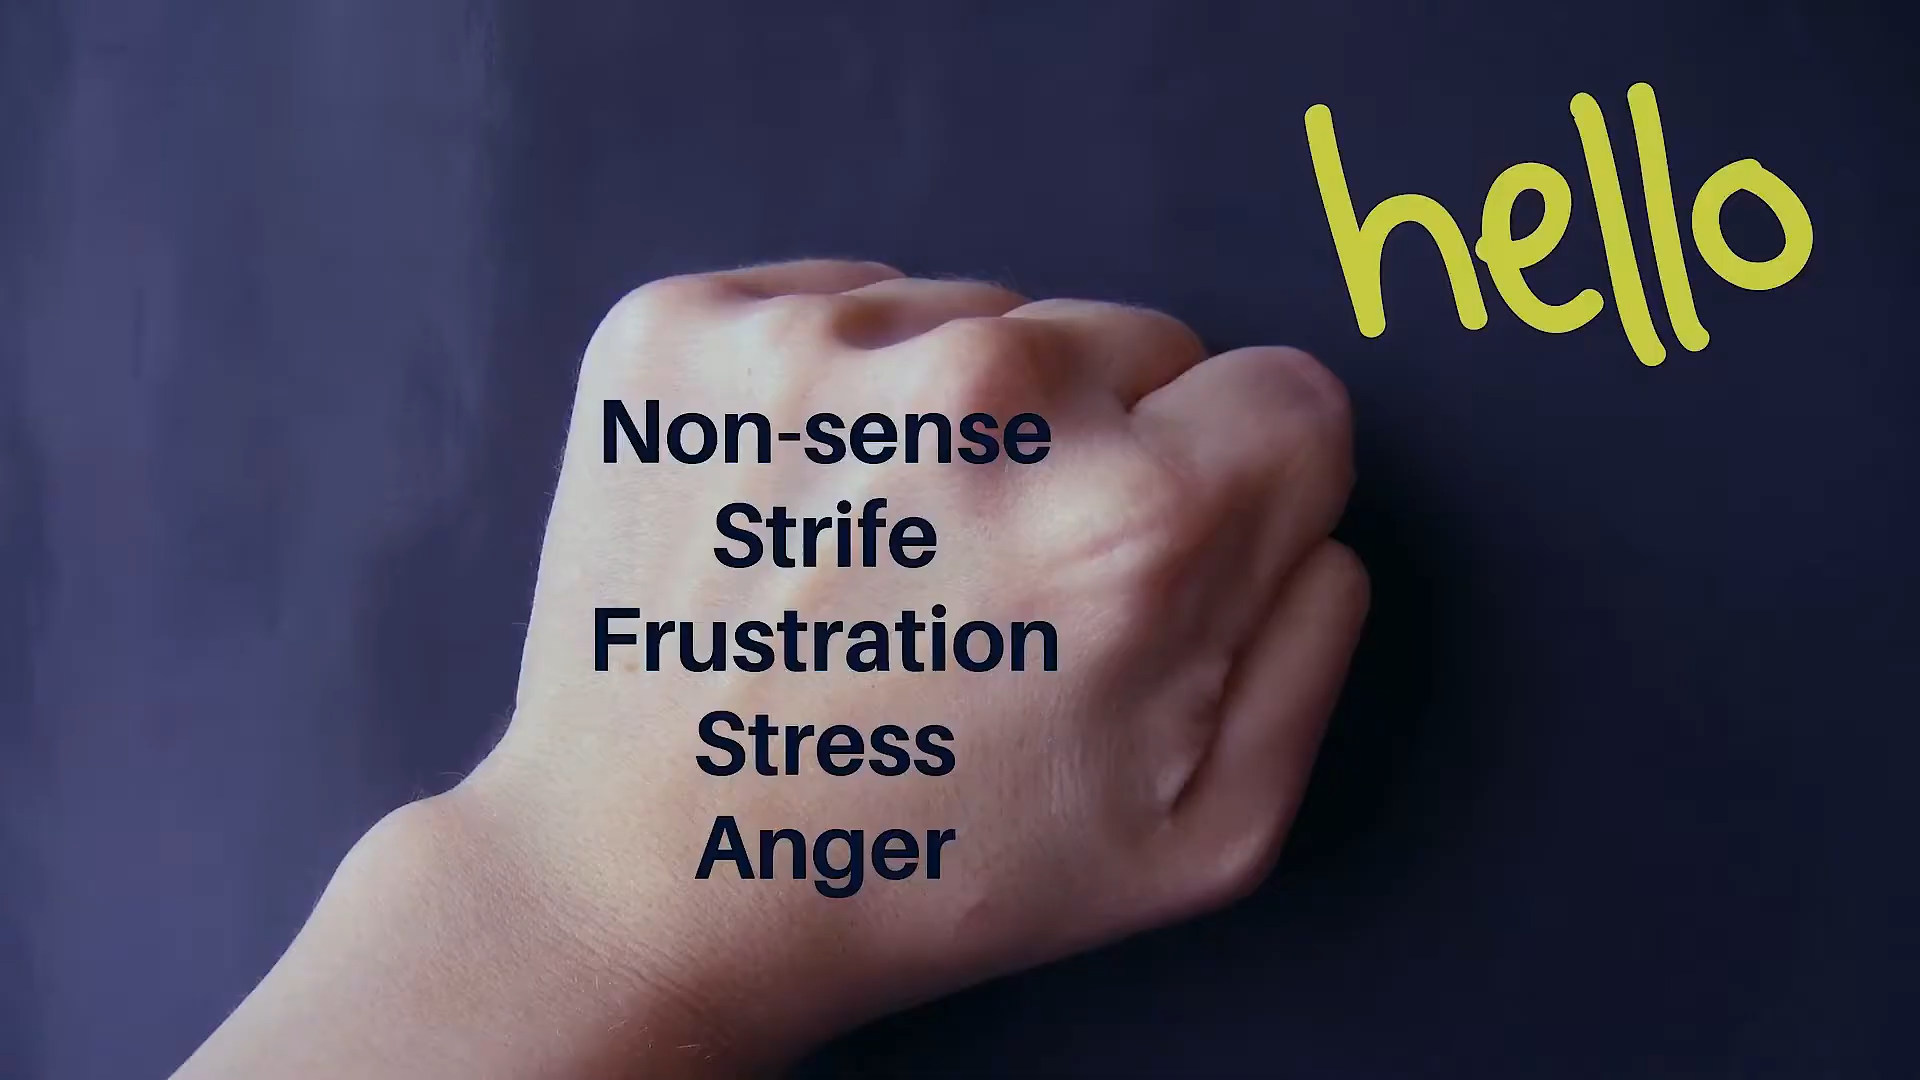 hello
Non-sense
Strife
Frustration
Stress
Anger